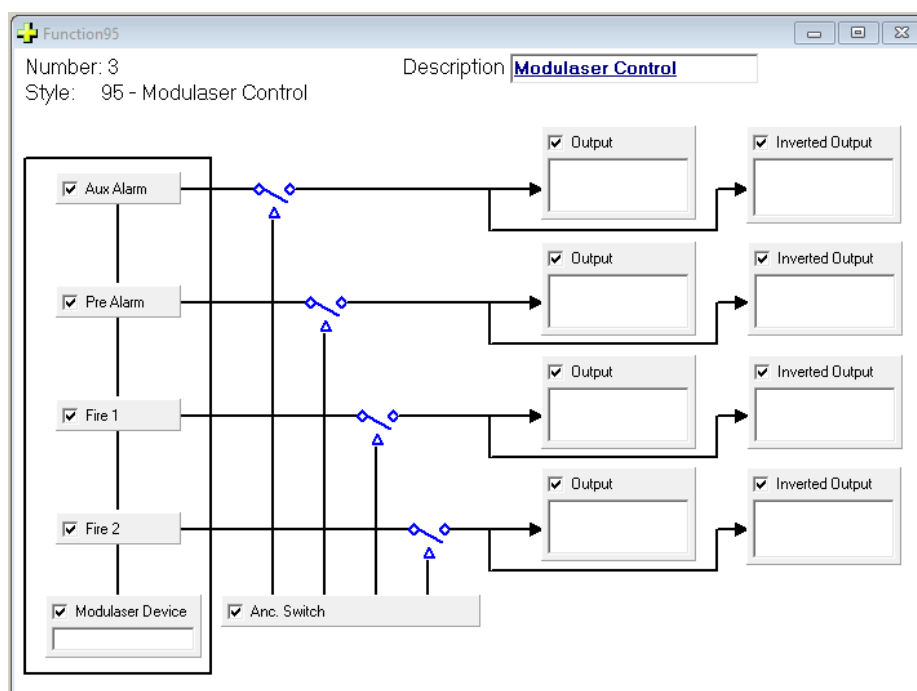 Function95
Number: 3
Description Modulaser Control
Style: 95 - Modulaser Control
Output
Inverted Output
Aux Alarm
Output
Inverted Output
Pre Alarm
Output
Inverted Output
Fire 1
Output
Inverted Output
Fire 2
Modulaser Device
Anc. Switch